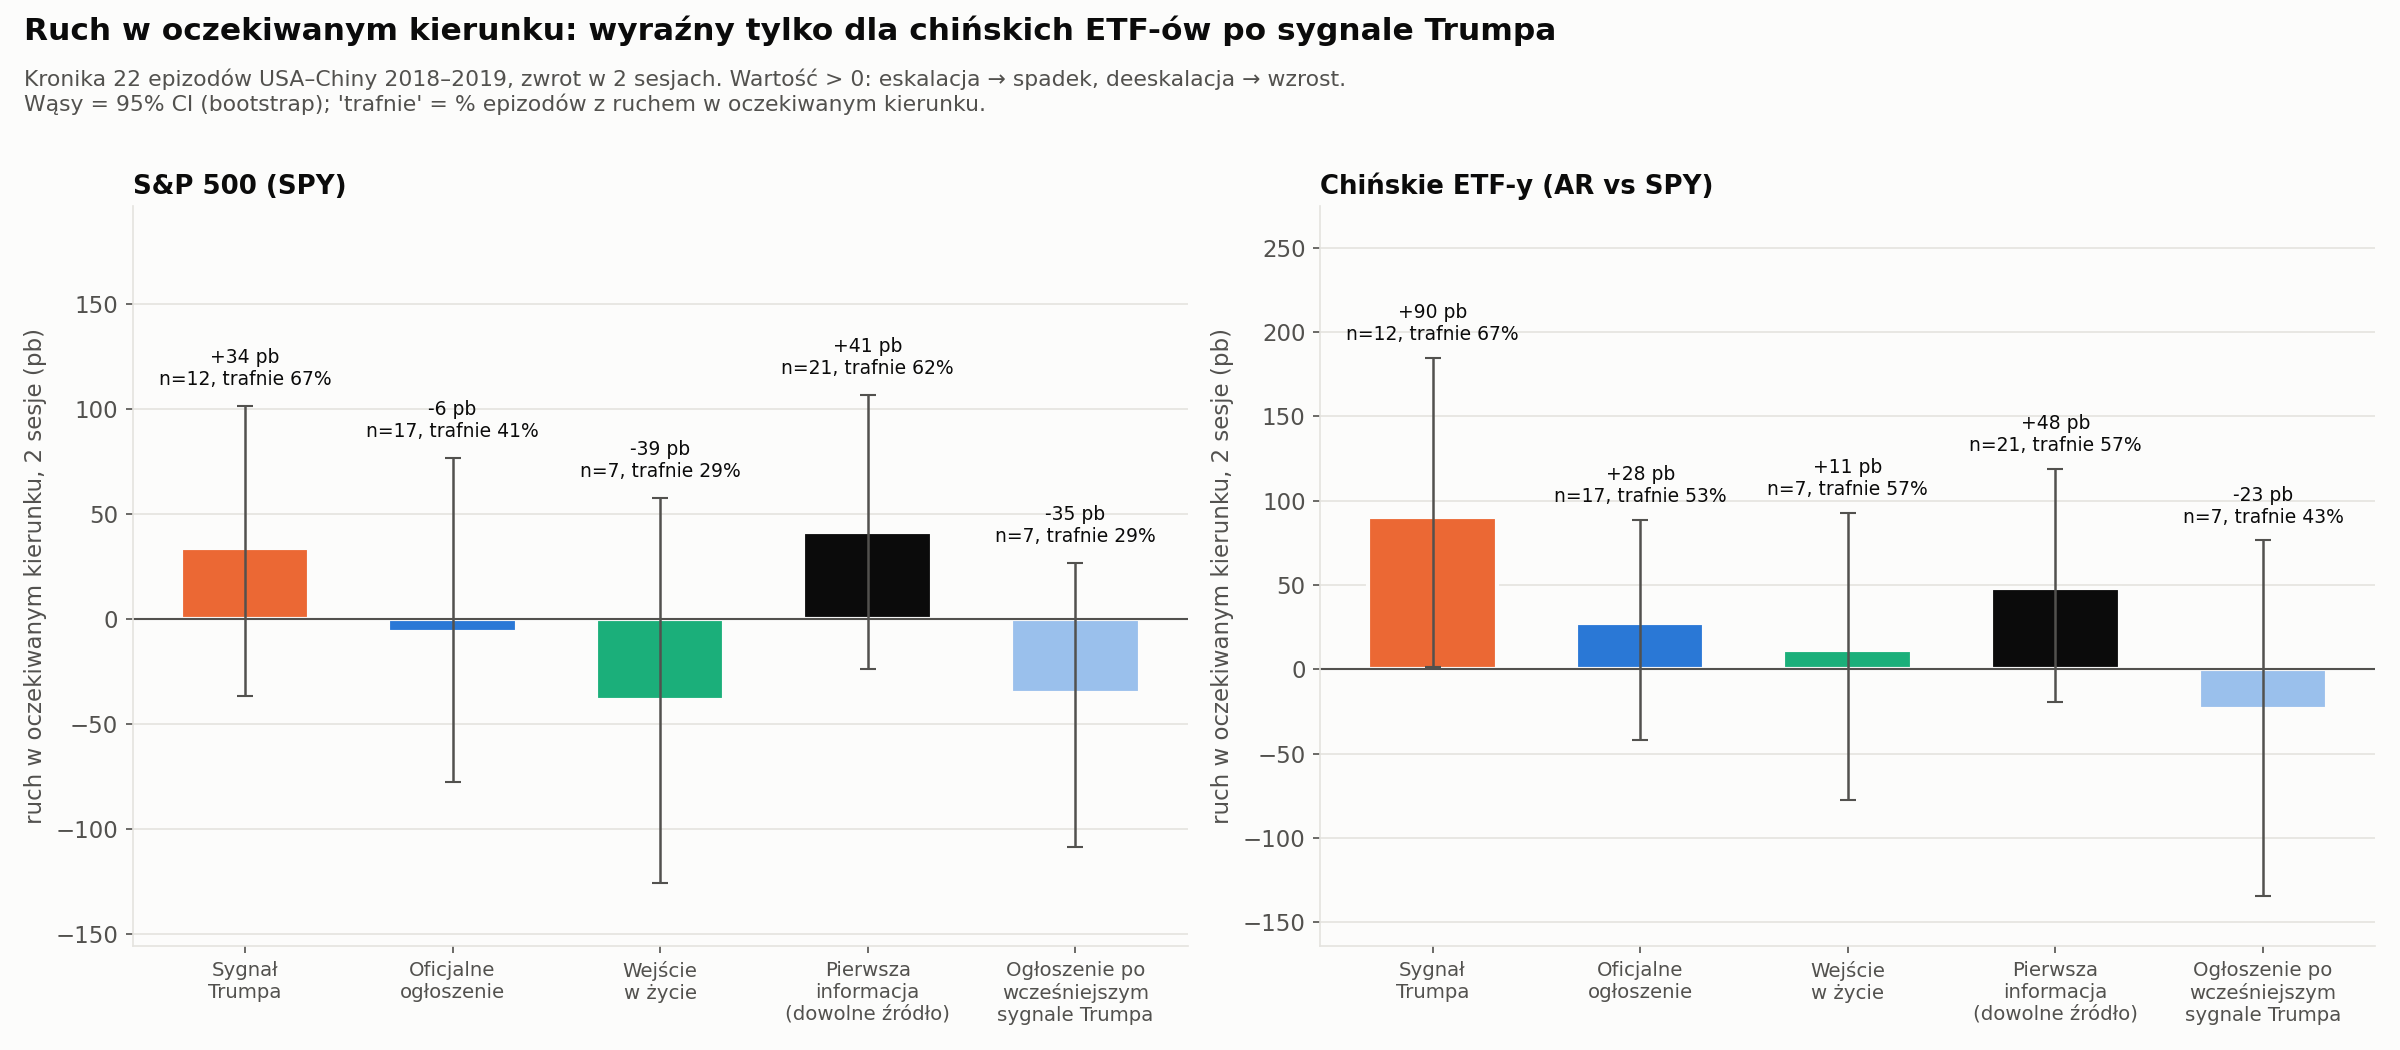 Ruch w oczekiwanym kierunku: wyraźny tylko dla chińskich ETF-ów po sygnale Trumpa
Kronika 22 epizodów USA–Chiny 2018–2019, zwrot w 2 sesjach. Wartość > 0: eskalacja → spadek, deeskalacja → wzrost.
Wąsy = 95% CI (bootstrap); 'trafnie' = % epizodów z ruchem w oczekiwanym kierunku.
S&P 500 (SPY)
ruch w oczekiwanym kierunku, 2 sesje (pb)
150
100
50
0
−50
−100
−150
+34 pb
n=12, trafnie 67%
-6 pb
n=17, trafnie 41%
-39 pb
n=7, trafnie 29%
+41 pb
n=21, trafnie 62%
-35 pb
n=7, trafnie 29%
Sygnał
Trumpa
Oficjalne
ogłoszenie
Wejście
w życie
Pierwsza
informacja
(dowolne źródło)
Ogłoszenie po
wcześniejszym
sygnale Trumpa
Chińskie ETF-y (AR vs SPY)
ruch w oczekiwanym kierunku, 2 sesje (pb)
250
200
150
100
50
0
−50
−100
−150
+90 pb
n=12, trafnie 67%
+28 pb
n=17, trafnie 53%
+11 pb
n=7, trafnie 57%
+48 pb
n=21, trafnie 57%
-23 pb
n=7, trafnie 43%
Sygnał
Trumpa
Oficjalne
ogłoszenie
Wejście
w życie
Pierwsza
informacja
(dowolne źródło)
Ogłoszenie po
wcześniejszym
sygnale Trumpa